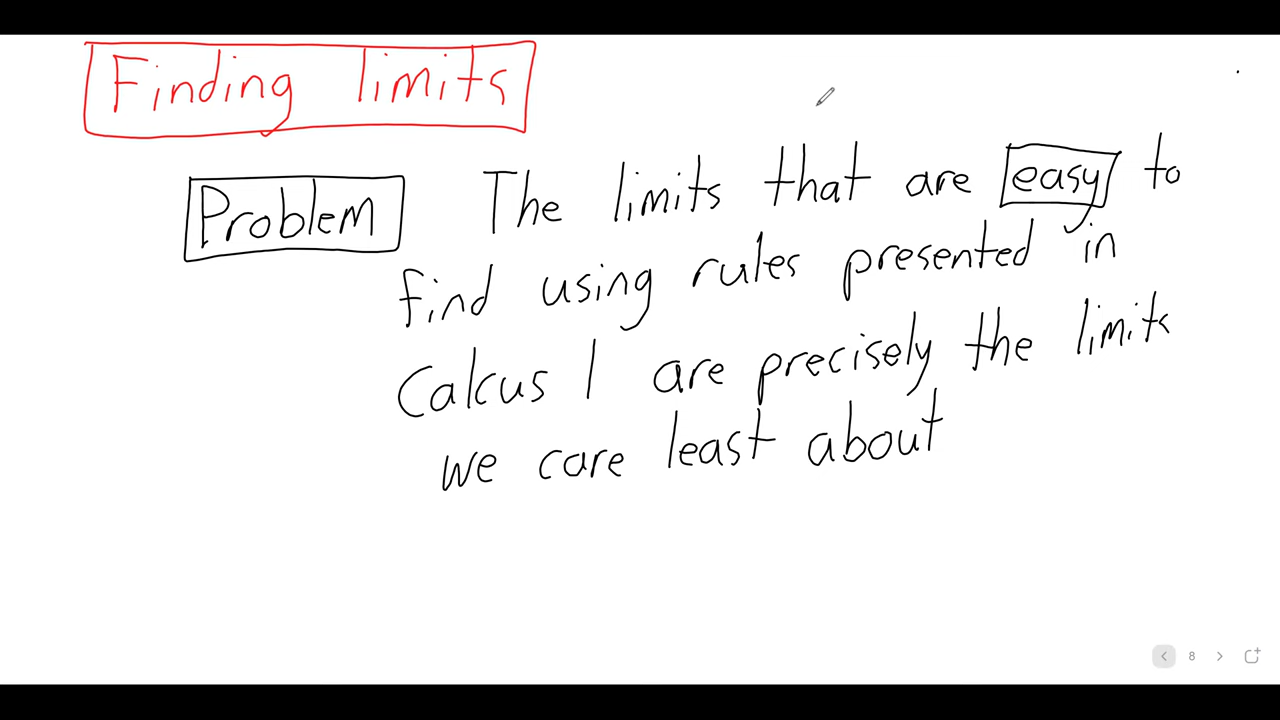 Finding limits
Problem The limits that are easy to
find using rules presented in
Calcus 1 are precisely the limits
we care least about
8